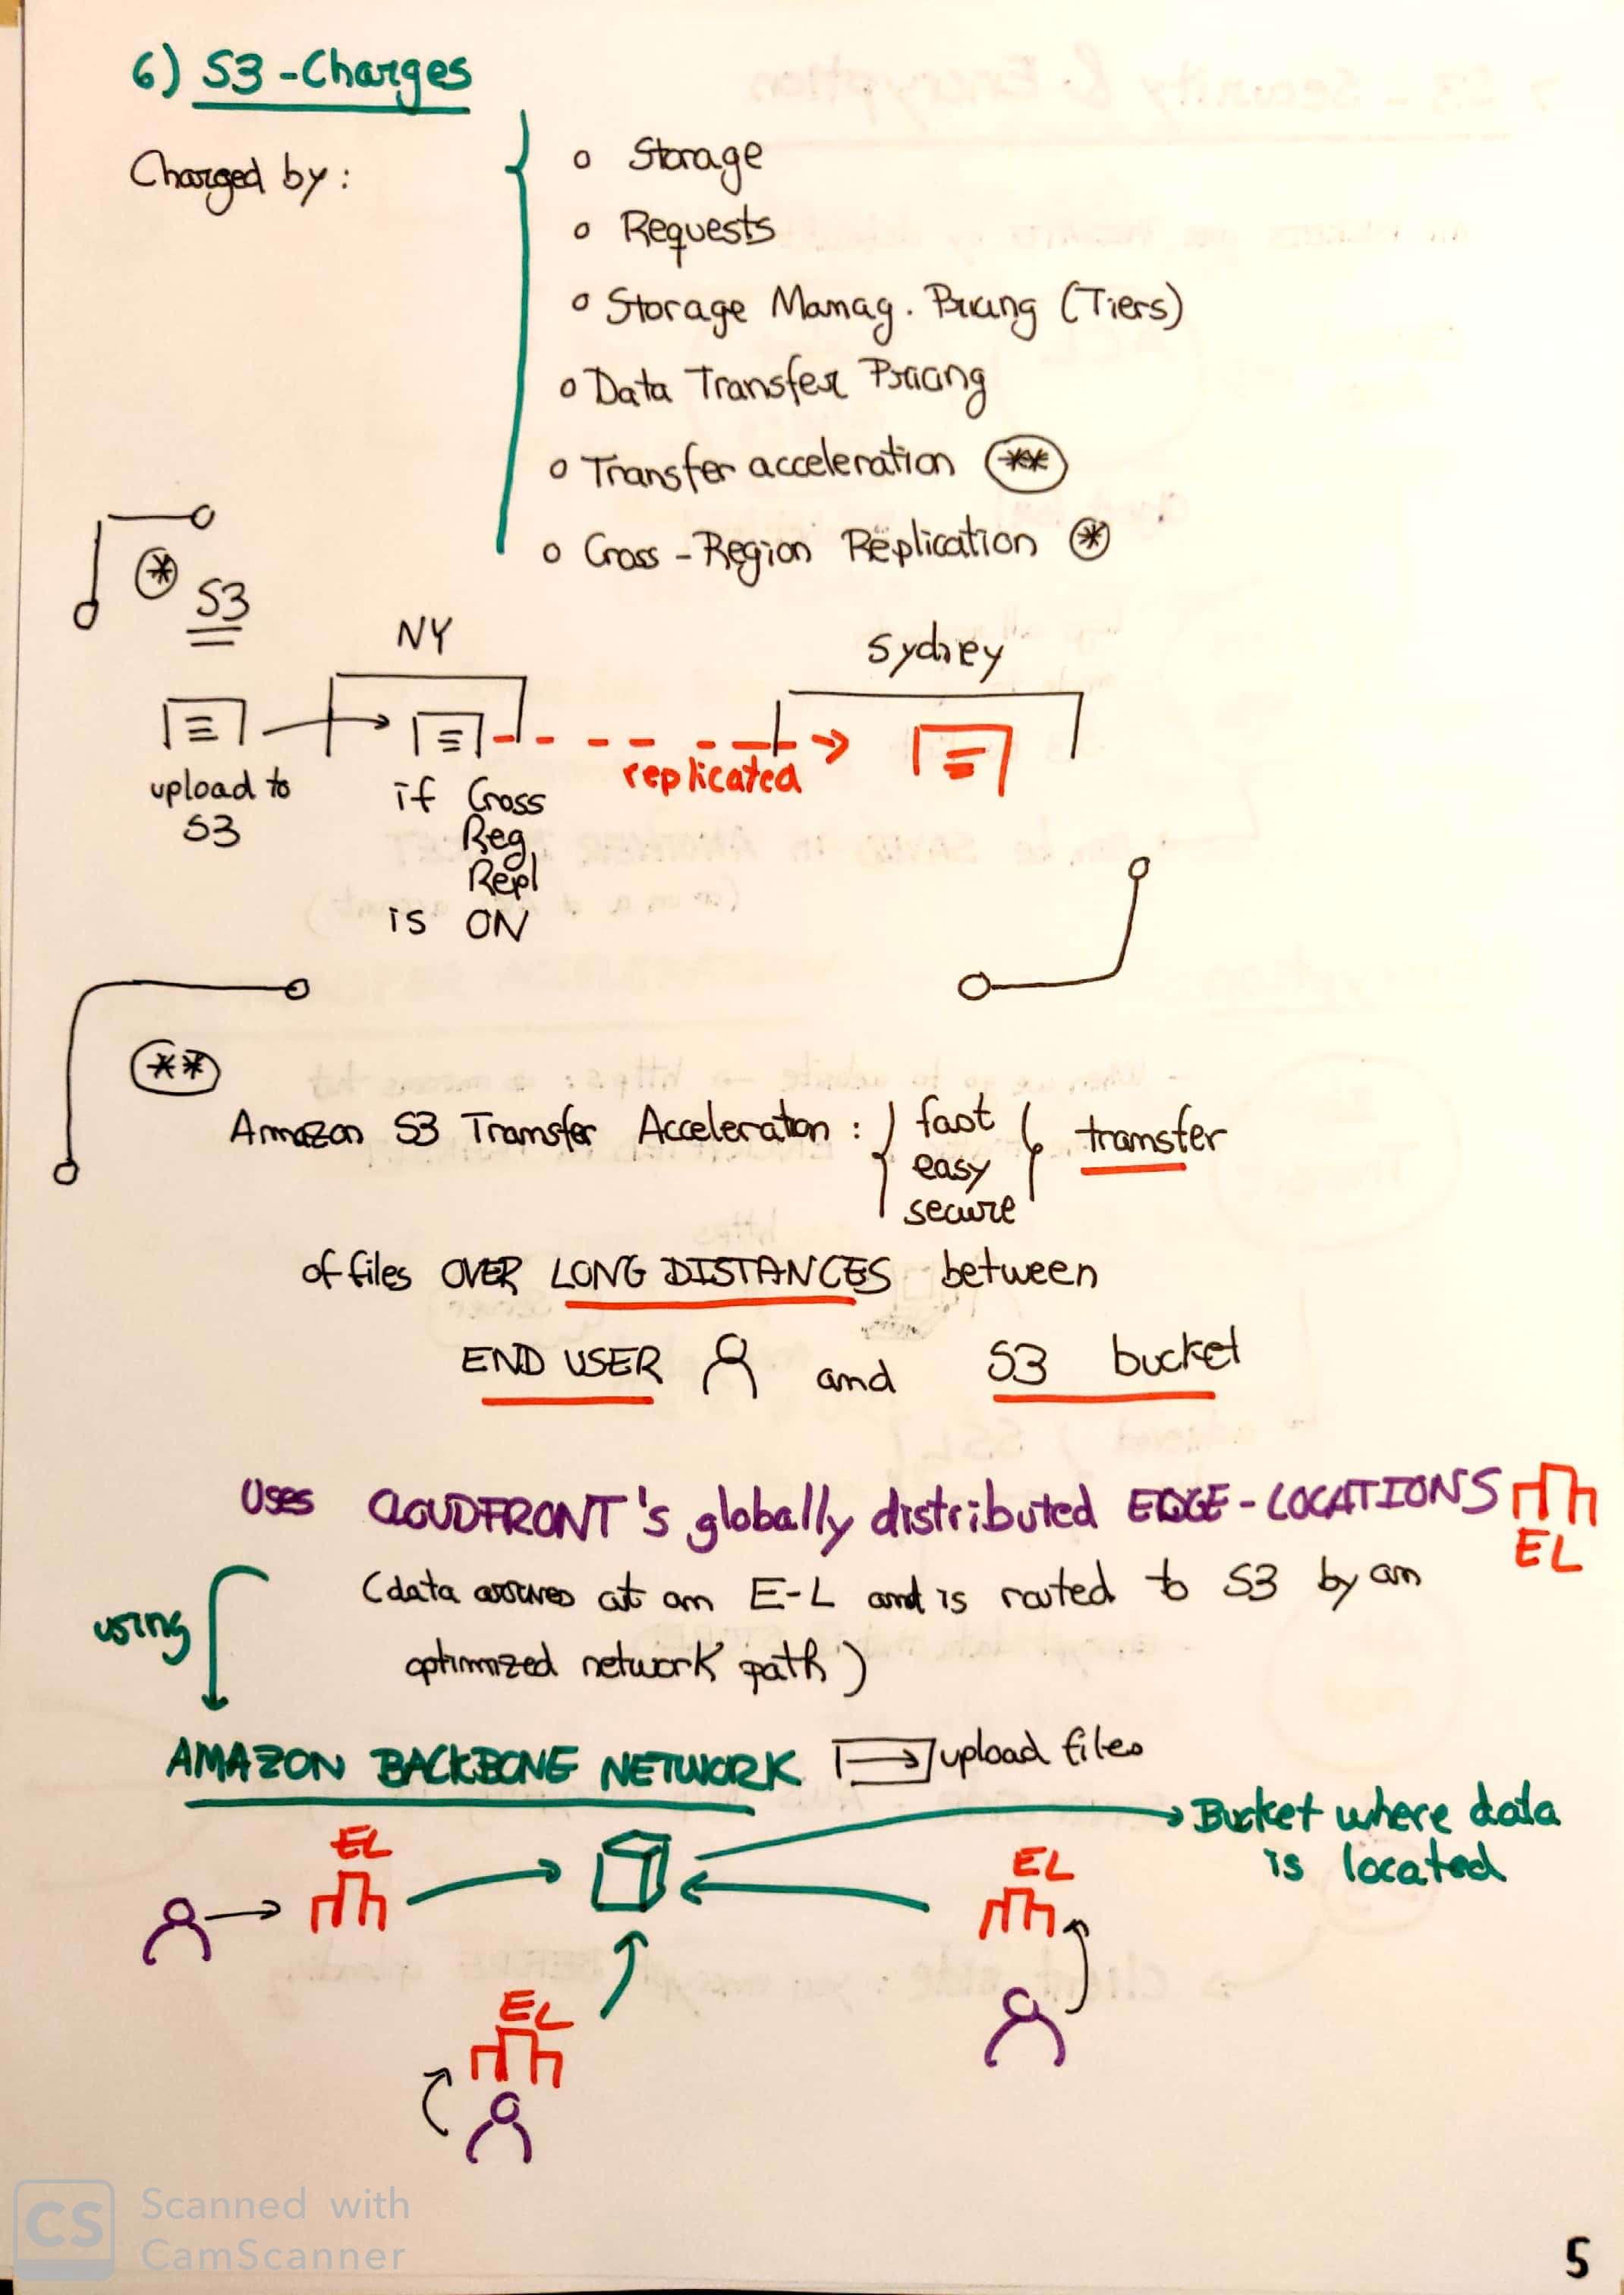 6) S3 - Charges
Charged by :
o Storage
o Requests
o Storage Manag. Pricing (Tiers)
o Data Transfer Pricing
o Transfer acceleration **
o Cross - Region Replication *
* S3
NY
Sydney
upload to
S3
replicated
if Cross
Reg
Repl
is ON
**
Amazon S3 Transfer Acceleration : fast
easy
secure
transfer
of files OVER LONG DISTANCES between
END USER and S3 bucket
Uses CLOUDFRONT's globally distributed EDGE-LOCATIONS
EL
using
(data arrives at an E-L and is routed to S3 by an
optimized network path)
AMAZON BACKBONE NETWORK upload files
Bucket where data
is located
EL
EL
EL
CS Scanned with
CamScanner
5